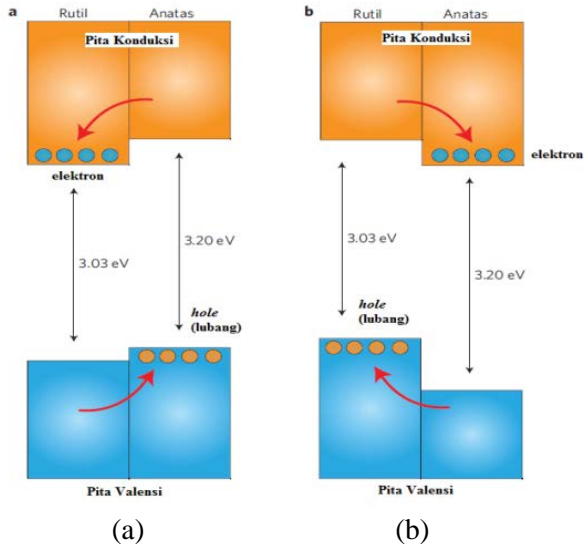 a
Rutil Anatas
Pita Konduksi
elektron
3.03 eV
3.20 eV
hole
(lubang)
Pita Valensi
(a)
b
Rutil Anatas
Pita Konduksi
elektron
3.03 eV
3.20 eV
hole
(lubang)
Pita Valensi
(b)